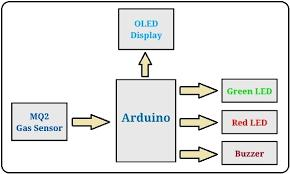 OLED
Display
Green LED
MQ2
Gas Sensor
Arduino
Red LED
Buzzer